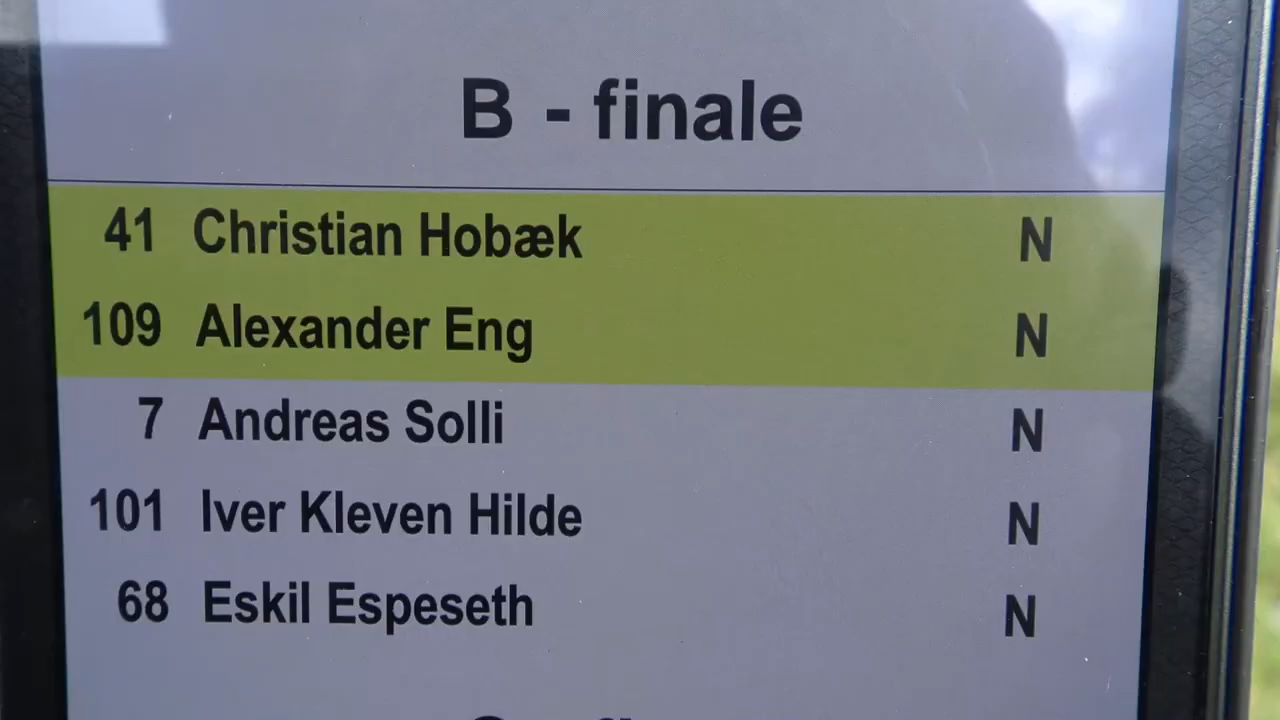 B - finale
41 Christian Hobæk N
109 Alexander Eng N
7 Andreas Solli N
101 Iver Kleven Hilde N
68 Eskil Espeseth N